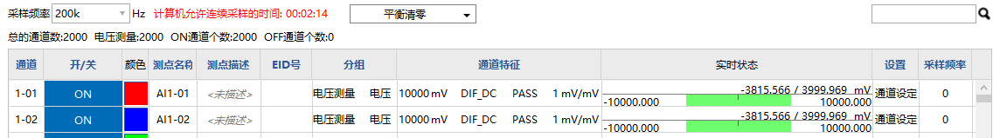 采样频率 200k Hz 计算机允许连续采样的时间: 00:02:14 平衡清零
总的通道数:2000 电压测量:2000 ON通道个数:2000 OFF通道个数:0
通道 开/关 颜色 测点名称 测点描述 EID号 分组 通道特征 实时状态 设置 采样频率
1-01 ON AI1-01 <未描述> 电压测量 电压 10000 mV DIF_DC PASS 1 mV/mV -3815.566 / 3999.969 mV -10000.000 10000.000 通道设定 0
1-02 ON AI1-02 <未描述> 电压测量 电压 10000 mV DIF_DC PASS 1 mV/mV -3815.566 / 3999.969 mV -10000.000 10000.000 通道设定 0